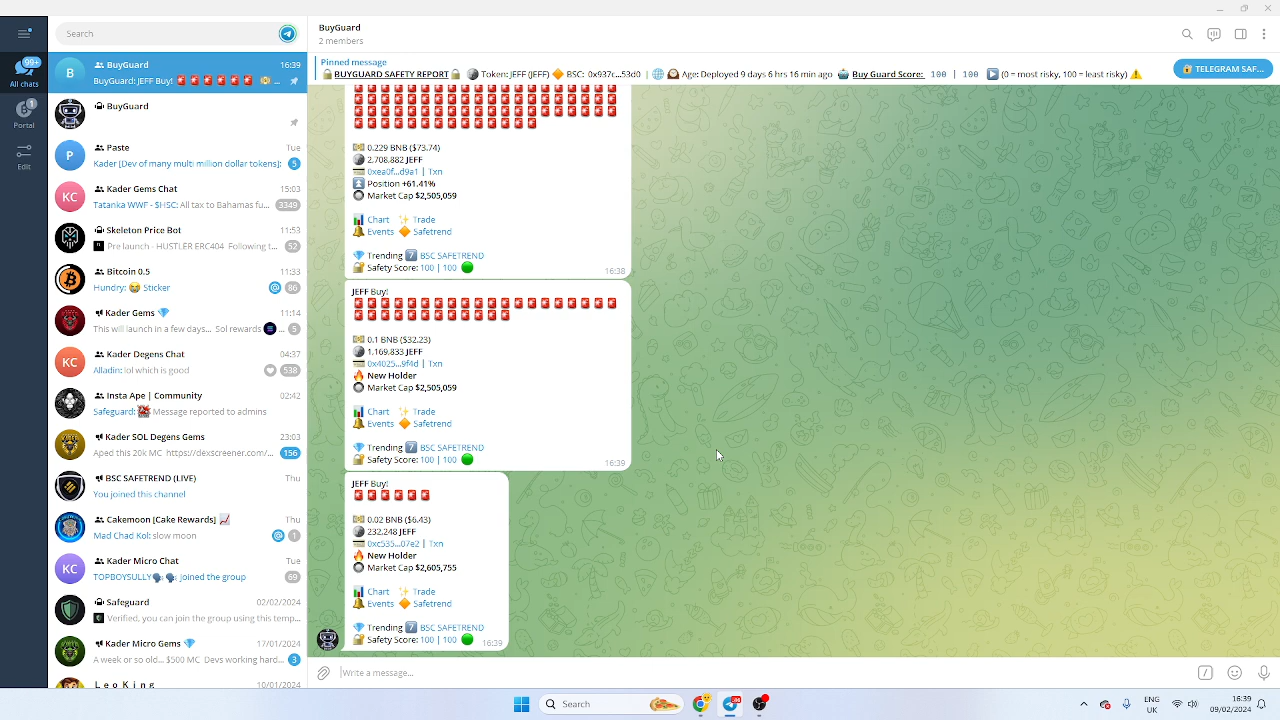 Search
All chats
Portal
Edit
99+
1
BuyGuard 16:39
BuyGuard: JEFF Buy! 🚨 🚨 🚨 🚨 🚨 🚨 💵 ...
BuyGuard
Paste Tue
Kader [Dev of many multi million dollar tokens]: 5
Kader Gems Chat 15:03
Tatanka WWF - $HSC: All tax to Bahamas fu... 3349
Skeleton Price Bot 11:53
Pre launch - HUSTLER ERC404 Following t... 52
Bitcoin 0.5 11:33
Hundry: 😂 Sticker @ 86
Kader Gems 💎 11:14
This will launch in a few days... Sol rewards ... 5
Kader Degens Chat 04:37
Alladin: lol which is good 538
Insta Ape | Community 02:42
Safeguard: 💥 Message reported to admins
Kader SOL Degens Gems 23:03
Aped this 20k MC https://dexscreener.com/... 156
BSC SAFETREND (LIVE) Thu
You joined this channel
Cakemoon [Cake Rewards] 📈 Thu
Mad Chad Kol: slow moon @ 1
Kader Micro Chat Tue
TOPBOYSULLY🗣️🗣️ joined the group 69
Safeguard 02/02/2024
Verified, you can join the group using this temp...
Kader Micro Gems 💎 17/01/2024
A week or so old... $500 MC Devs working hard... 3
L e o K i n g 10/01/2024
BuyGuard
2 members
Pinned message
🔒BUYGUARD SAFETY REPORT🔒 Token: JEFF (JEFF) 🔶 BSC: 0x937c...53d0 | 🌐 🕰 Age: Deployed 9 days 6 hrs 16 min ago 🤖 Buy Guard Score: 100 | 100 ▶️ (0 = most risky, 100 = least risky) ⚠️
🔐 TELEGRAM SAF...
💵 0.229 BNB ($73.74)
2,708,882 JEFF
💳 0xea0f...d9a1 | Txn
⏫ Position +61.41%
🔘 Market Cap $2,505,059
📊 Chart ✨ Trade
🔔 Events 🔶 Safetrend
💎 Trending 7️⃣ BSC SAFETREND
🔐 Safety Score: 100 | 100 🟢 16:38
JEFF Buy!
💵 0.1 BNB ($32.23)
1,169,833 JEFF
💳 0x4025...9f4d | Txn
🔥 New Holder
🔘 Market Cap $2,505,059
📊 Chart ✨ Trade
🔔 Events 🔶 Safetrend
💎 Trending 7️⃣ BSC SAFETREND
🔐 Safety Score: 100 | 100 🟢 16:39
JEFF Buy!
🚨 🚨 🚨 🚨 🚨 🚨
💵 0.02 BNB ($6.43)
232,248 JEFF
💳 0xc535...07e2 | Txn
🔥 New Holder
🔘 Market Cap $2,605,755
📊 Chart ✨ Trade
🔔 Events 🔶 Safetrend
💎 Trending 7️⃣ BSC SAFETREND
🔐 Safety Score: 100 | 100 🟢 16:39
Write a message...
Search
ENG
UK
16:39
09/02/2024